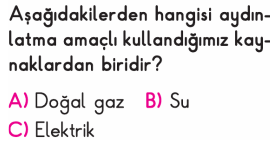 Aşağıdakilerden hangisi aydın-
latma amaçlı kullandığımız kay-
naklardan biridir?
A) Doğal gaz B) Su
C) Elektrik